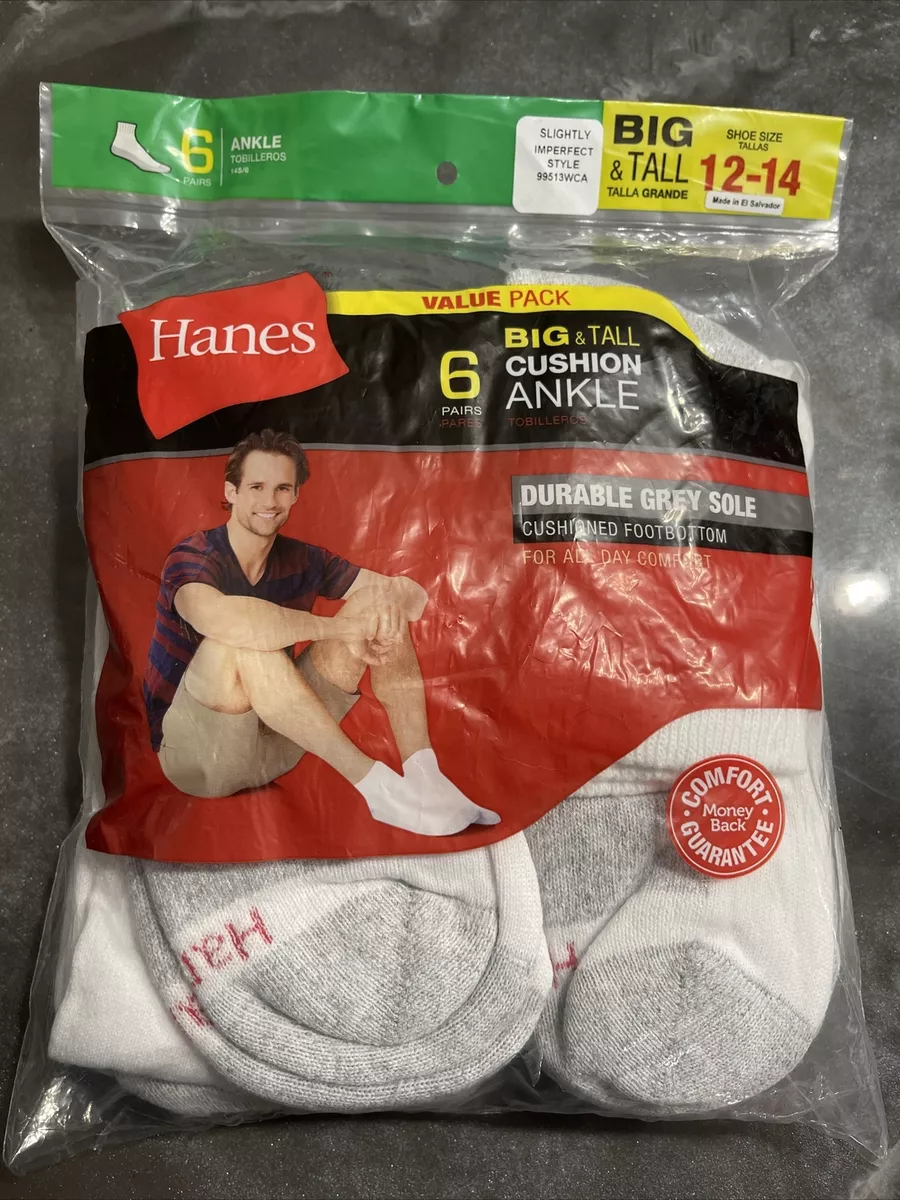 6
PAIRS
ANKLE
TOBILLEROS
145/6
SLIGHTLY
IMPERFECT
STYLE
99513WCA
BIG
& TALL
TALLA GRANDE
SHOE SIZE
TALLAS
12-14
Made in El Salvador
VALUE PACK
Hanes
6
PAIRS
PARES
BIG & TALL
CUSHION
ANKLE
TOBILLEROS
DURABLE GREY SOLE
CUSHIONED FOOTBOTTOM
FOR ALL DAY COMFORT
COMFORT
Money
Back
GUARANTEE